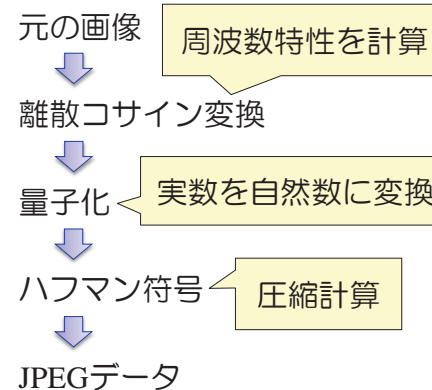 元の画像
周波数特性を計算
離散コサイン変換
量子化
実数を自然数に変換
ハフマン符号
圧縮計算
JPEGデータ